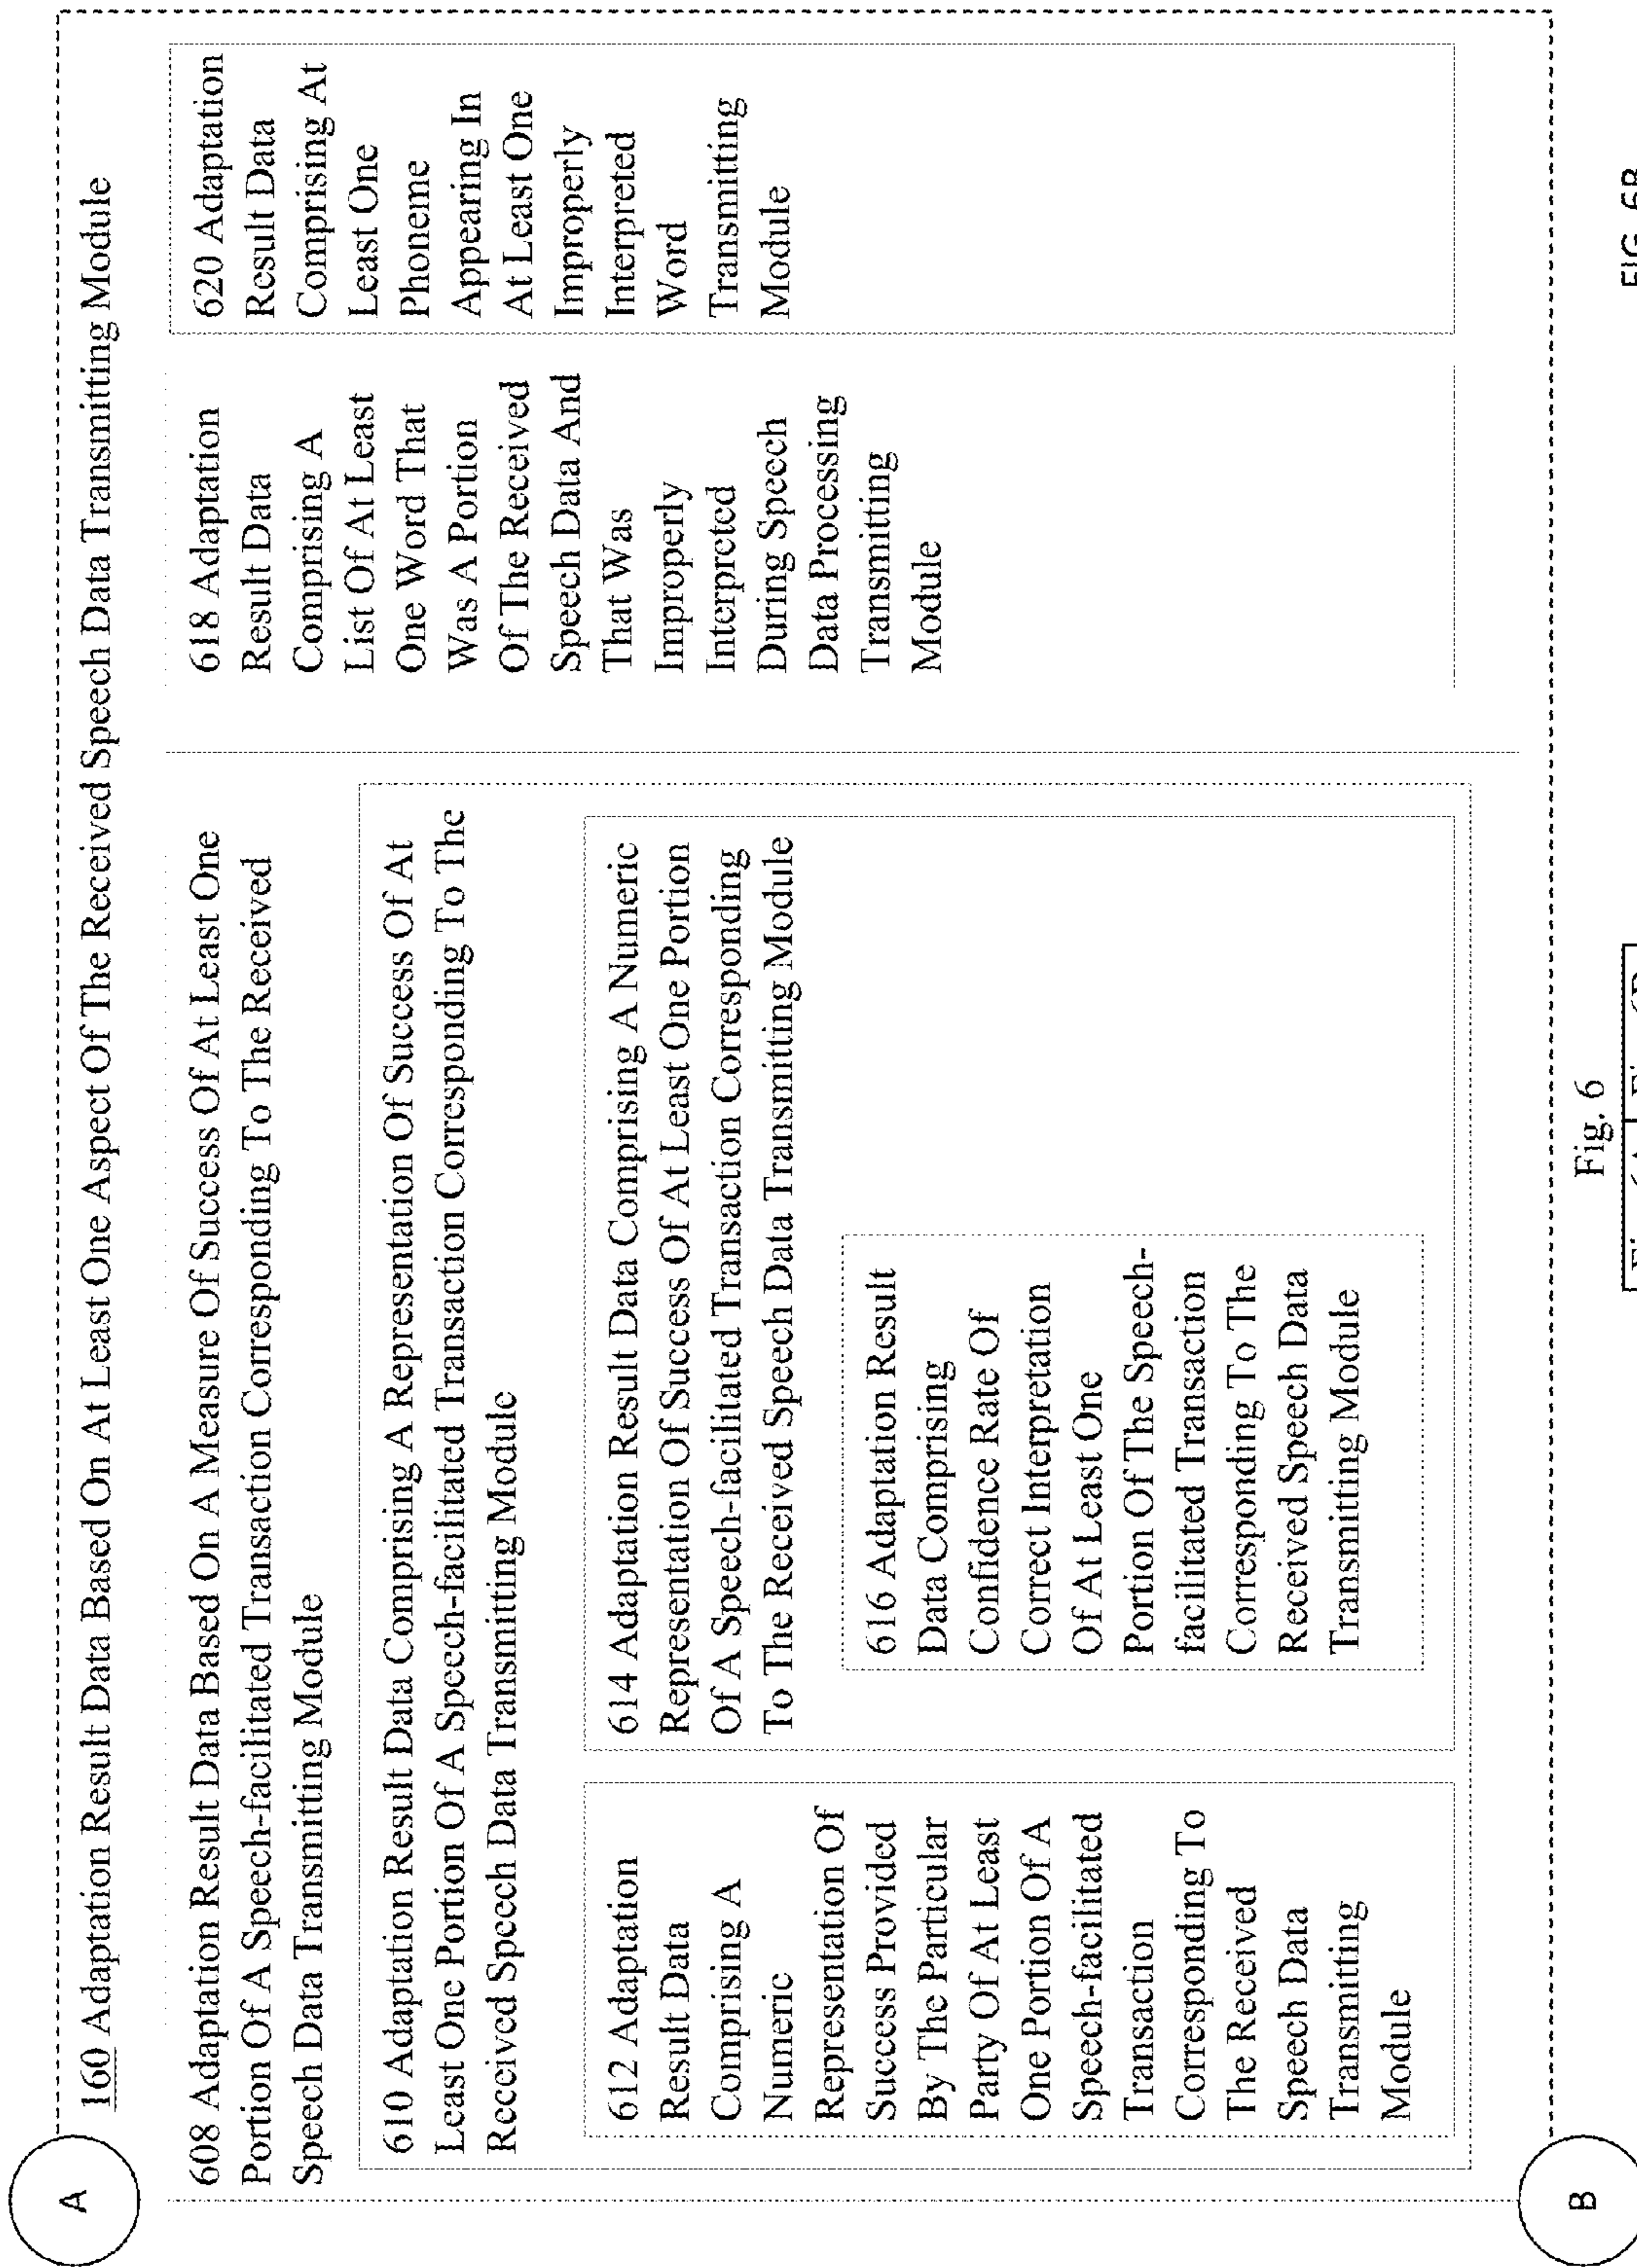 A
160 Adaptation Result Data Based On At Least One Aspect Of The Received Speech Data Transmitting Module
608 Adaptation Result Data Based On A Measure Of Success Of At Least One
Portion Of A Speech-facilitated Transaction Corresponding To The Received
Speech Data Transmitting Module
610 Adaptation Result Data Comprising A Representation Of Success Of At
Least One Portion Of A Speech-facilitated Transaction Corresponding To The
Received Speech Data Transmitting Module
612 Adaptation
Result Data
Comprising A
Numeric
Representation Of
Success Provided
By The Particular
Party Of At Least
One Portion Of A
Speech-facilitated
Transaction
Corresponding To
The Received
Speech Data
Transmitting
Module
614 Adaptation Result Data Comprising A Numeric
Representation Of Success Of At Least One Portion
Of A Speech-facilitated Transaction Corresponding
To The Received Speech Data Transmitting Module
616 Adaptation Result
Data Comprising
Confidence Rate Of
Correct Interpretation
Of At Least One
Portion Of The Speech-
facilitated Transaction
Corresponding To The
Received Speech Data
Transmitting Module
618 Adaptation
Result Data
Comprising A
List Of At Least
One Word That
Was A Portion
Of The Received
Speech Data And
That Was
Improperly
Interpreted
During Speech
Data Processing
Transmitting
Module
620 Adaptation
Result Data
Comprising At
Least One
Phoneme
Appearing In
At Least One
Improperly
Interpreted
Word
Transmitting
Module
B
Fig. 6
FIG. 6B